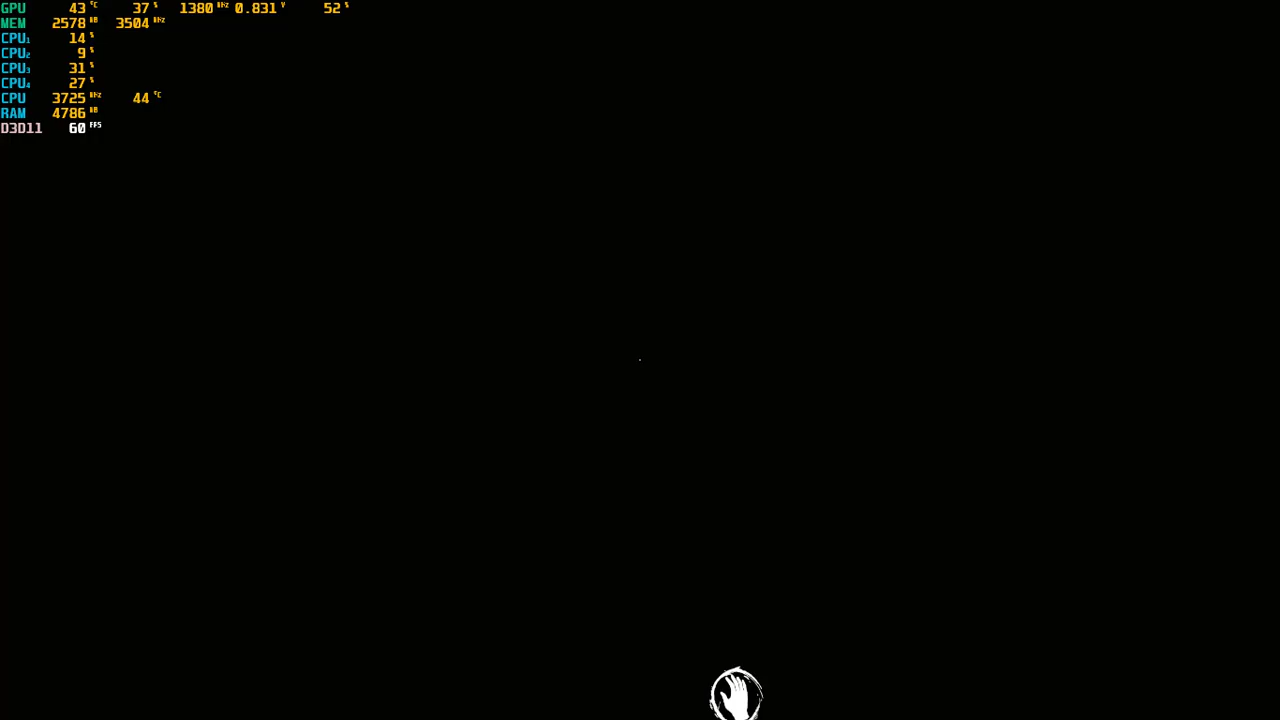 GPU 43 °C 37 % 1380 MHz 0.831 V 52 %
MEM 2578 MB 3504 MHz
CPU1 14 %
CPU2 9 %
CPU3 31 %
CPU4 27 %
CPU 3725 MHz 44 °C
RAM 4786 MB
D3D11 60 FPS